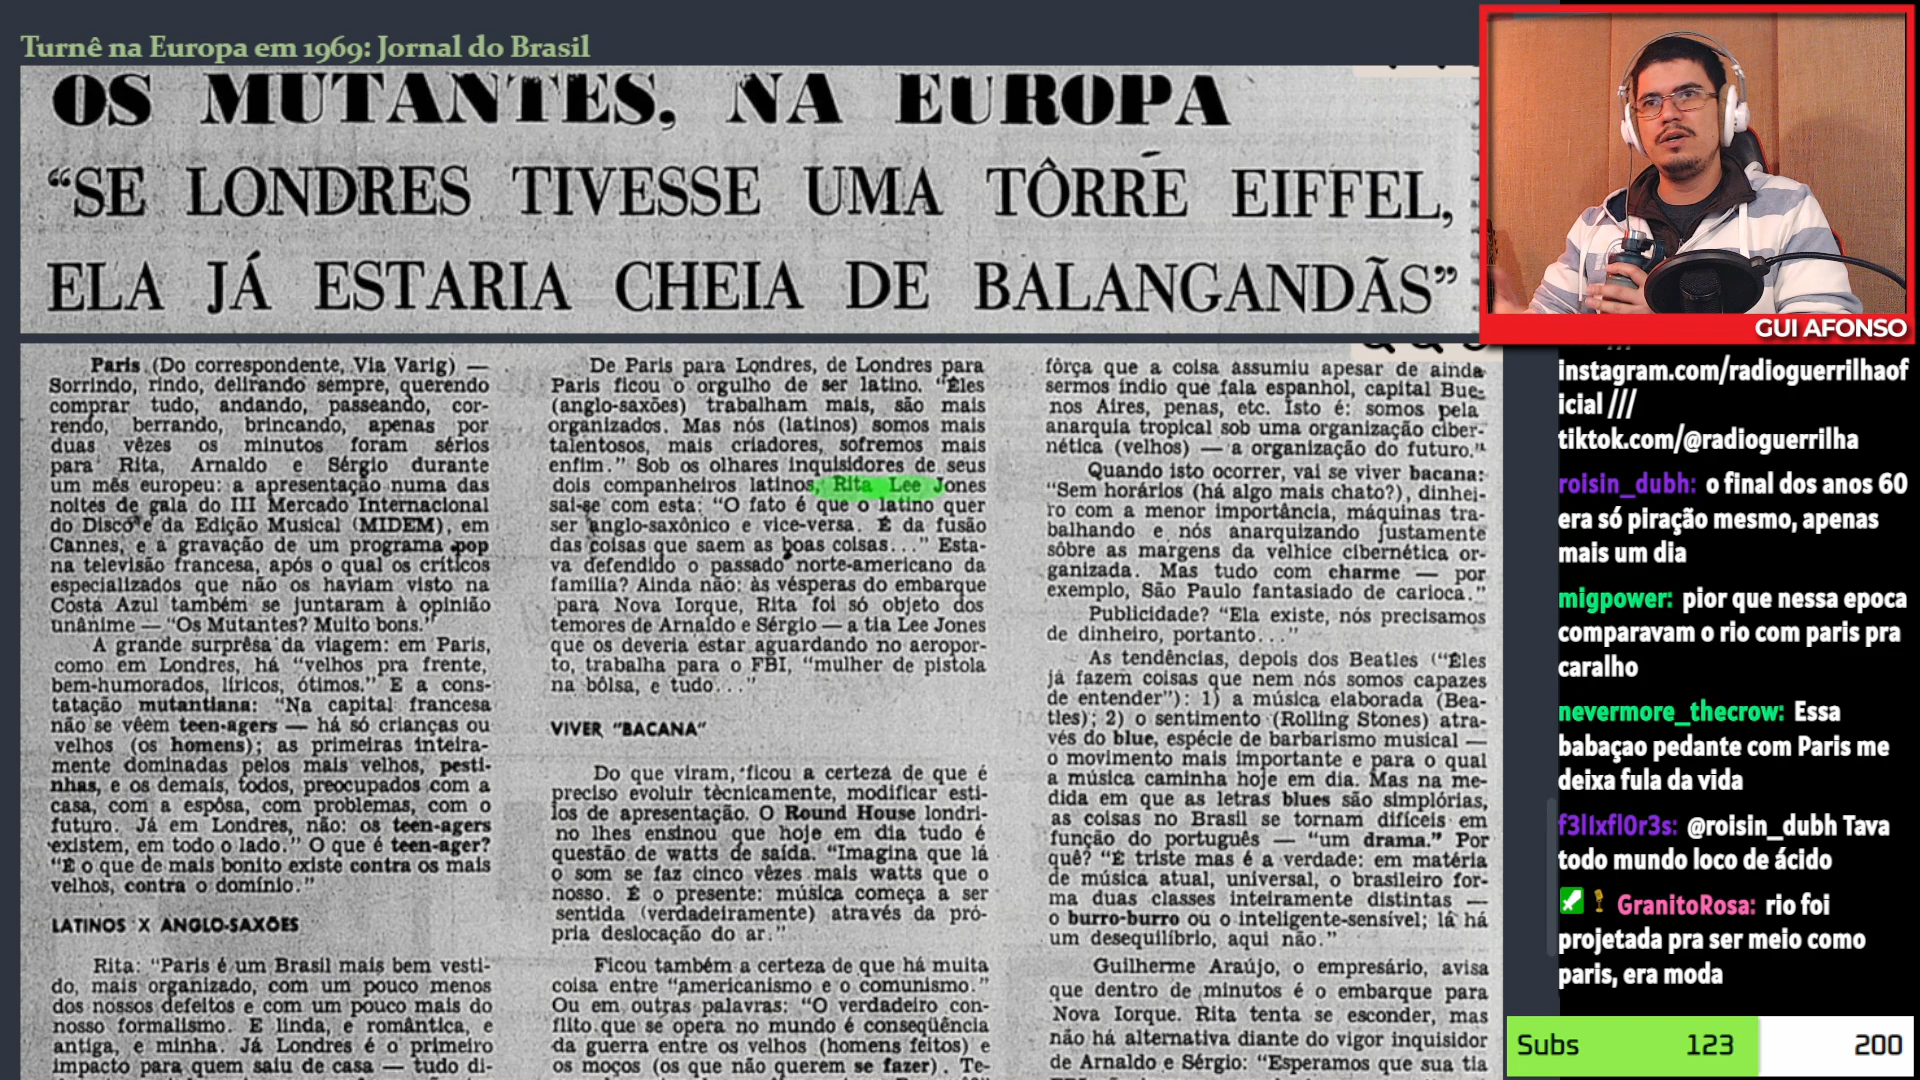 Turnê na Europa em 1969: Jornal do Brasil
OS MUTANTES, NA EUROPA
“SE LONDRES TIVESSE UMA TÔRRE EIFFEL,
ELA JÁ ESTARIA CHEIA DE BALANGANDÃS”
Paris (Do correspondente, Via Varig) —
Sorrindo, rindo, delirando sempre, querendo
comprar tudo, andando, passeando, cor-
rendo, berrando, brincando, apenas por
duas vêzes os minutos foram sérios
para Rita, Arnaldo e Sérgio durante
um mês europeu: a apresentação numa das
noites de gala do III Mercado Internacional
do Disco e da Edição Musical (MIDEM), em
Cannes, e a gravação de um programa pop
na televisão francesa, após o qual os críticos
especializados que não os haviam visto na
Costa Azul também se juntaram à opinião
unânime — “Os Mutantes? Muito bons.”
A grande surprêsa da viagem: em Paris,
como em Londres, há “velhos pra frente,
bem-humorados, líricos, ótimos.” E a cons-
tatação mutantiana: “Na capital francesa
não se vêem teen-agers — há só crianças ou
velhos (os homens); as primeiras inteira-
mente dominadas pelos mais velhos, pesti-
nhas, e os demais, todos, preocupados com a
casa, com a espôsa, com problemas, com o
futuro. Já em Londres, não: os teen-agers
existem, em todo o lado.” O que é teen-ager?
“É o que de mais bonito existe contra os mais
velhos, contra o domínio.”
LATINOS X ANGLO-SAXÕES
Rita: “Paris é um Brasil mais bem vesti-
do, mais organizado, com um pouco menos
dos nossos defeitos e com um pouco mais do
nosso formalismo. E linda, e romântica, e
antiga, e minha. Já Londres é o primeiro
impacto para quem saiu de casa — tudo di-
De Paris para Londres, de Londres para
Paris ficou o orgulho de ser latino. “Êles
(anglo-saxões) trabalham mais, são mais
organizados. Mas nós (latinos) somos mais
talentosos, mais criadores, sofremos mais
enfim.” Sob os olhares inquisidores de seus
dois companheiros latinos, Rita Lee Jones
sai-se com esta: “O fato é que o latino quer
ser anglo-saxônico e vice-versa. É da fusão
das coisas que saem as boas coisas...” Esta-
va defendido o passado norte-americano da
família? Ainda não: às vésperas do embarque
para Nova Iorque, Rita foi só objeto dos
temores de Arnaldo e Sérgio — a tia Lee Jones
que os deveria estar aguardando no aeropor-
to, trabalha para o FBI, “mulher de pistola
na bôlsa, e tudo...”
VIVER “BACANA”
Do que viram, ficou a certeza de que é
preciso evoluir tècnicamente, modificar esti-
los de apresentação. O Round House londri-
no lhes ensinou que hoje em dia tudo é
questão de watts de saída. “Imagina que lá
o som se faz cinco vêzes mais watts que o
nosso. É o presente: música começa a ser
sentida (verdadeiramente) através da pró-
pria deslocação do ar.”
Ficou também a certeza de que há muita
coisa entre “americanismo e o comunismo.”
Ou em outras palavras: “O verdadeiro con-
flito que se opera no mundo é conseqüência
da guerra entre os velhos (homens feitos) e
os moços (os que não querem se fazer). Te-
fôrça que a coisa assumiu apesar de ainda
sermos índio que fala espanhol, capital Bue-
nos Aires, penas, etc. Isto é: somos pela
anarquia tropical sob uma organização ciber-
nética (velhos) — a organização do futuro.”
Quando isto ocorrer, vai se viver bacana:
“Sem horários (há algo mais chato?), dinhei-
ro com a menor importância, máquinas tra-
balhando e nós anarquizando justamente
sôbre as margens da velhice cibernética or-
ganizada. Mas tudo com charme — por
exemplo, São Paulo fantasiado de carioca.”
Publicidade? “Ela existe, nós precisamos
de dinheiro, portanto...”
As tendências, depois dos Beatles (“Êles
já fazem coisas que nem nós somos capazes
de entender”): 1) a música elaborada (Bea-
tles); 2) o sentimento (Rolling Stones) atra-
vés do blue, espécie de barbarismo musical —
o movimento mais importante e para o qual
a música caminha hoje em dia. Mas na me-
dida em que as letras blues são simplórias,
as coisas no Brasil se tornam difíceis em
função do português — “um drama.” Por
quê? “É triste mas é a verdade: em matéria
de música atual, universal, o brasileiro for-
ma duas classes inteiramente distintas —
o burro-burro ou o inteligente-sensível; lá há
um desequilíbrio, aqui não.”
Guilherme Araújo, o empresário, avisa
que dentro de minutos é o embarque para
Nova Iorque. Rita tenta se esconder, mas
não há alternativa diante do vigor inquisidor
de Arnaldo e Sérgio: “Esperamos que sua tia
GUI AFONSO
instagram.com/radioguerrilhaof
icial ///
tiktok.com/@radioguerrilha
roisin_dubh: o final dos anos 60
era só piração mesmo, apenas
mais um dia
migpower: pior que nessa epoca
comparavam o rio com paris pra
caralho
nevermore_thecrow: Essa
babaçao pedante com Paris me
deixa fula da vida
f3l1xfl0r3s: @roisin_dubh Tava
todo mundo loco de ácido
GranitoRosa: rio foi
projetada pra ser meio como
paris, era moda
Subs 123 200